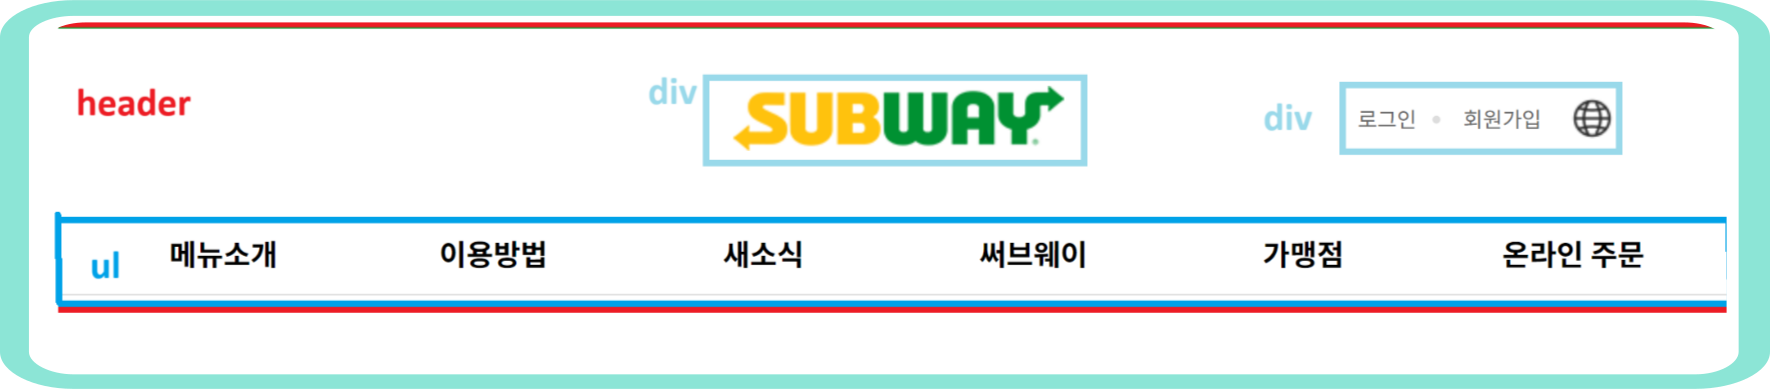 header
div
SUBWAY
div
로그인 • 회원가입
ul
메뉴소개 이용방법 새소식 써브웨이 가맹점 온라인 주문